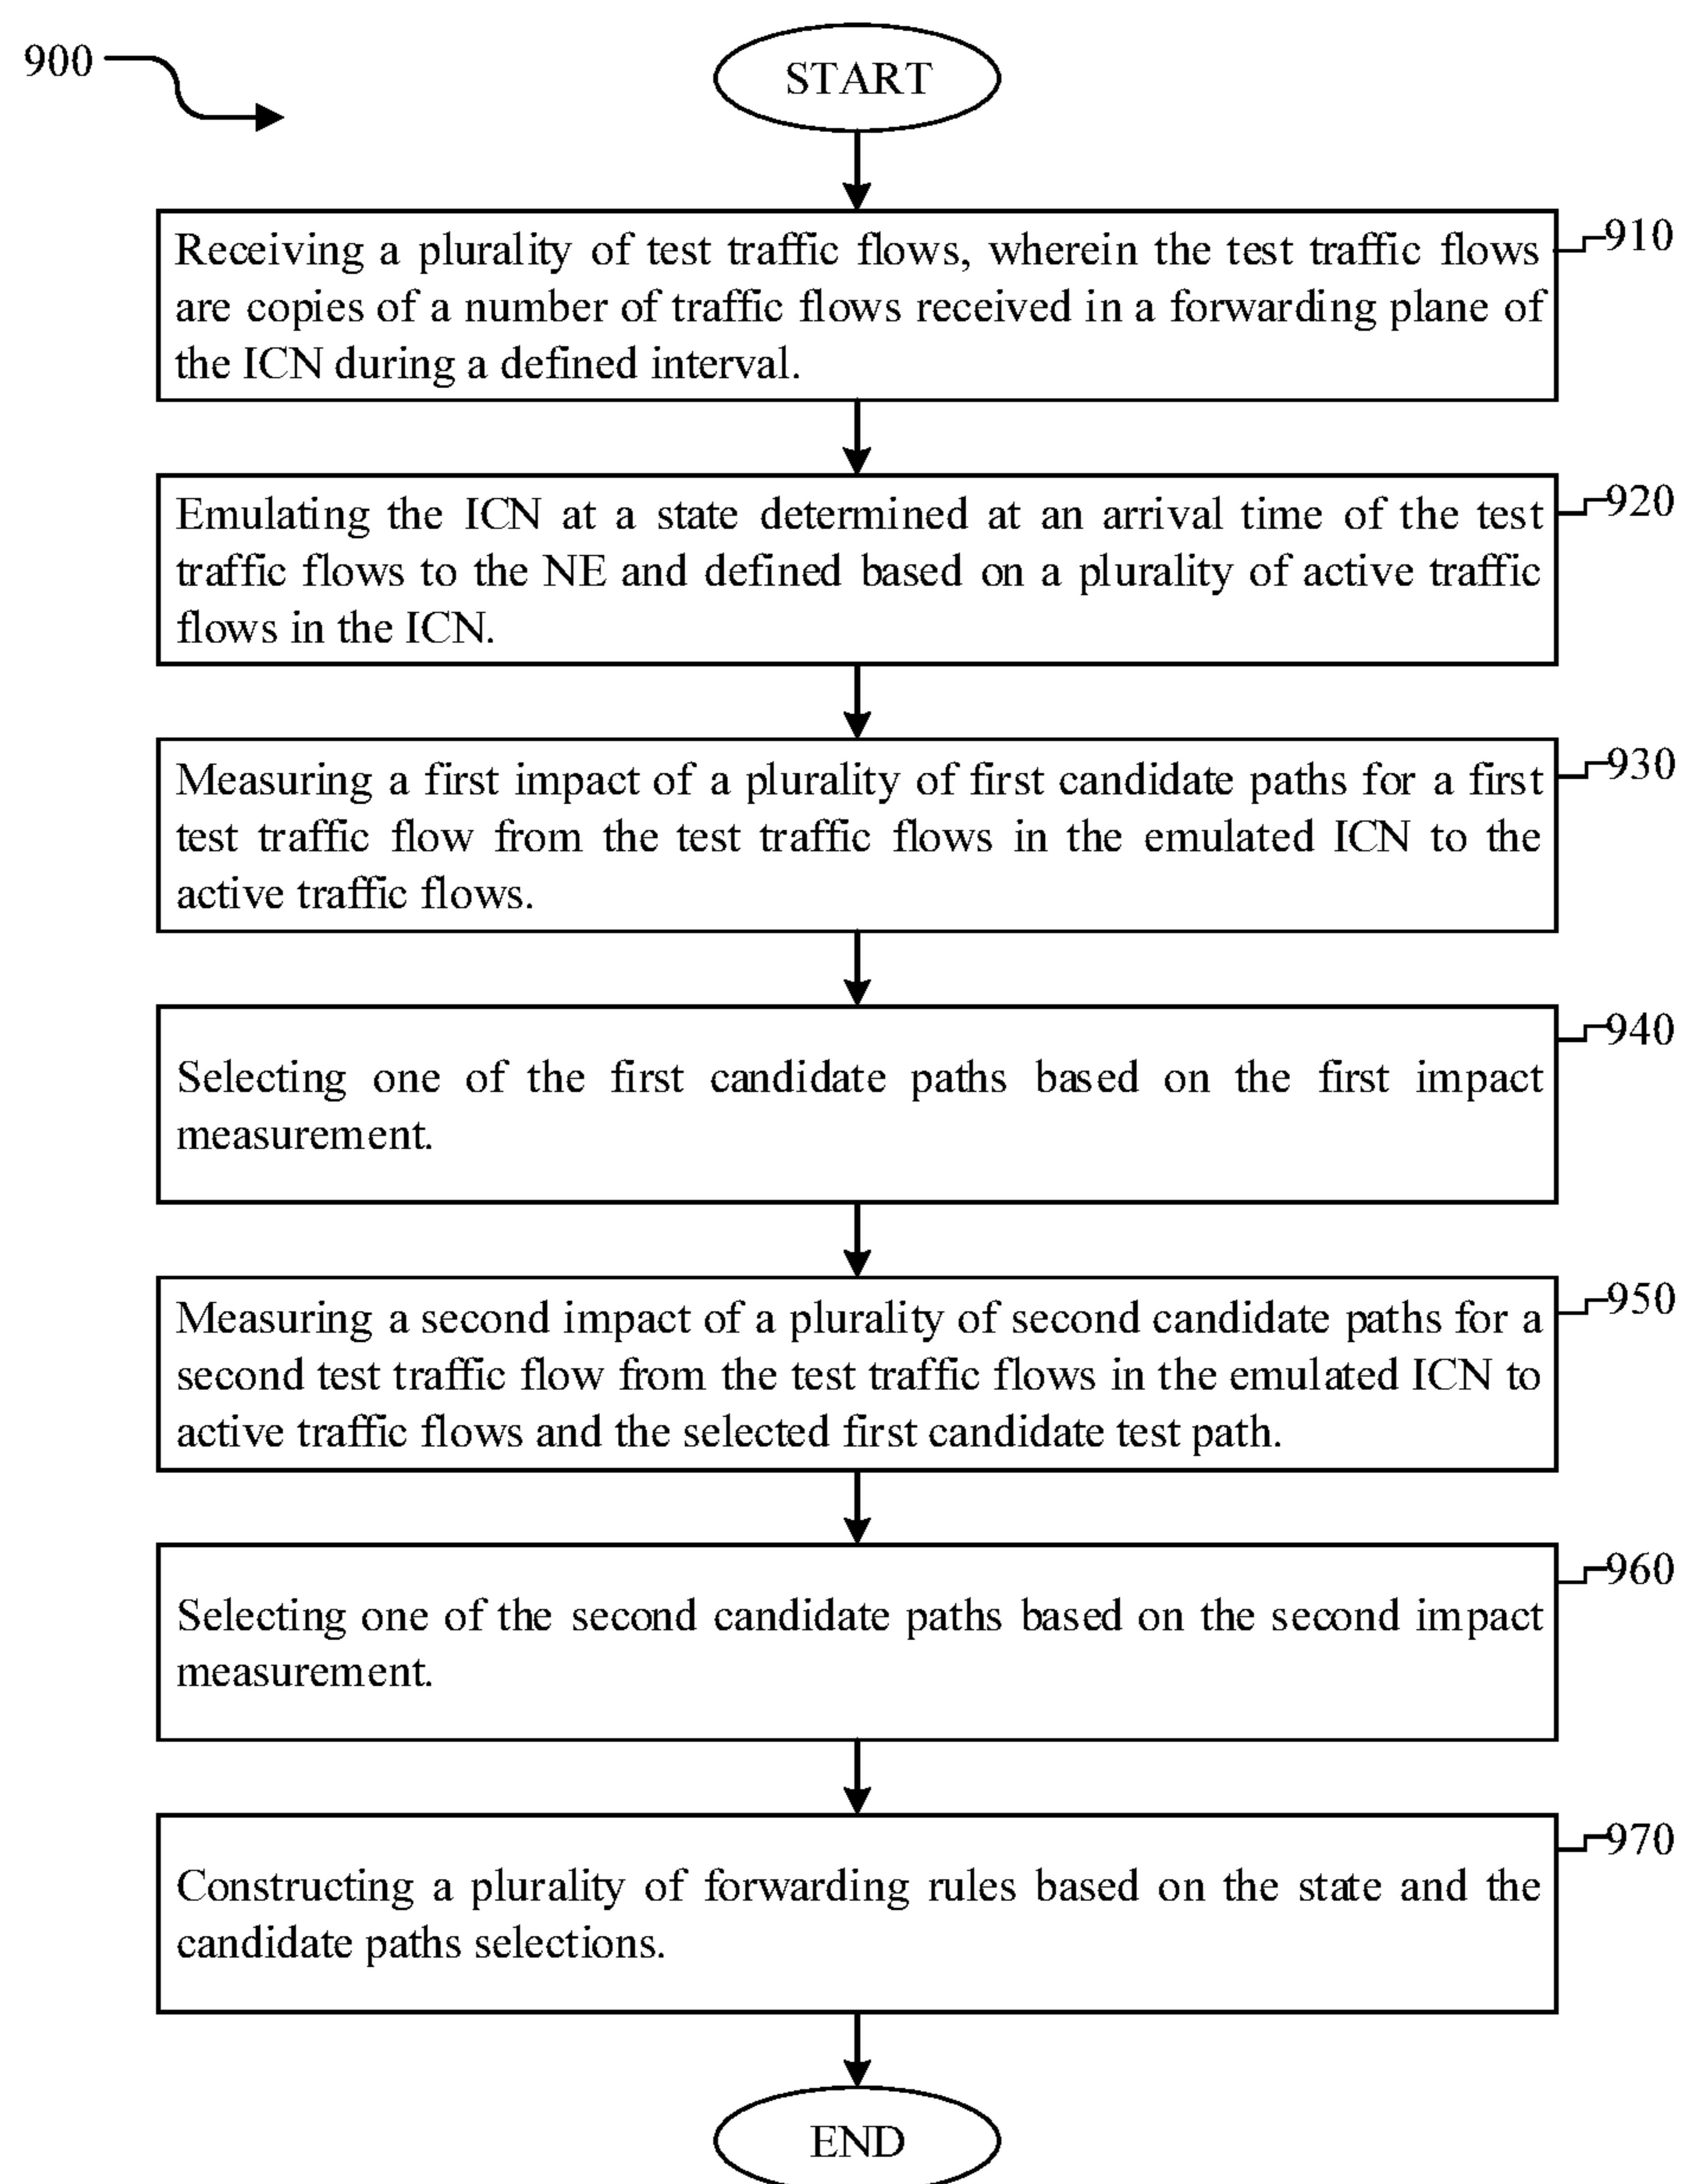 900
START
910
Receiving a plurality of test traffic flows, wherein the test traffic flows
are copies of a number of traffic flows received in a forwarding plane of
the ICN during a defined interval.
920
Emulating the ICN at a state determined at an arrival time of the test
traffic flows to the NE and defined based on a plurality of active traffic
flows in the ICN.
930
Measuring a first impact of a plurality of first candidate paths for a first
test traffic flow from the test traffic flows in the emulated ICN to the
active traffic flows.
940
Selecting one of the first candidate paths based on the first impact
measurement.
950
Measuring a second impact of a plurality of second candidate paths for a
second test traffic flow from the test traffic flows in the emulated ICN to
active traffic flows and the selected first candidate test path.
960
Selecting one of the second candidate paths based on the second impact
measurement.
970
Constructing a plurality of forwarding rules based on the state and the
candidate paths selections.
END